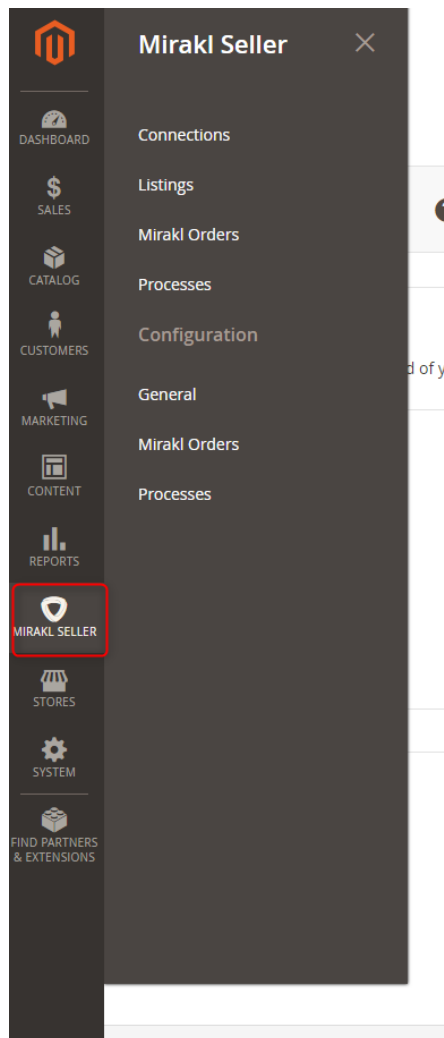 Mirakl Seller
Connections
Listings
Mirakl Orders
Processes
Configuration
General
Mirakl Orders
Processes
DASHBOARD
$
SALES
CATALOG
CUSTOMERS
MARKETING
CONTENT
REPORTS
MIRAKL SELLER
STORES
SYSTEM
FIND PARTNERS
& EXTENSIONS
d of y